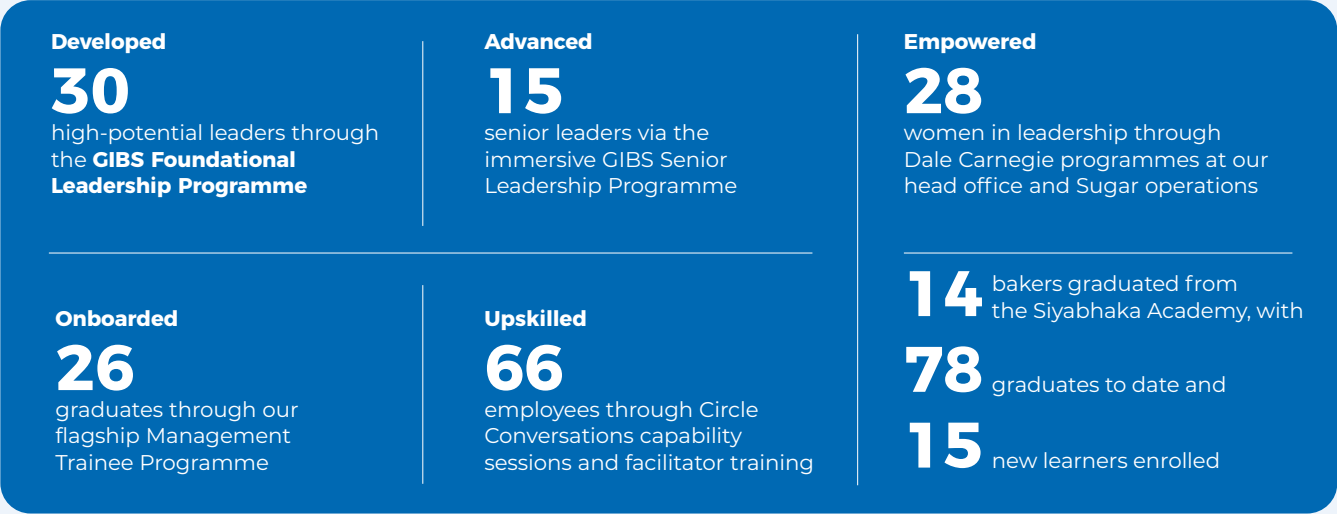 Developed
30
high-potential leaders through
the GIBS Foundational
Leadership Programme
Advanced
15
senior leaders via the
immersive GIBS Senior
Leadership Programme
Empowered
28
women in leadership through
Dale Carnegie programmes at our
head office and Sugar operations
Onboarded
26
graduates through our
flagship Management
Trainee Programme
Upskilled
66
employees through Circle
Conversations capability
sessions and facilitator training
14 bakers graduated from
the Siyabhaka Academy, with
78 graduates to date and
15 new learners enrolled